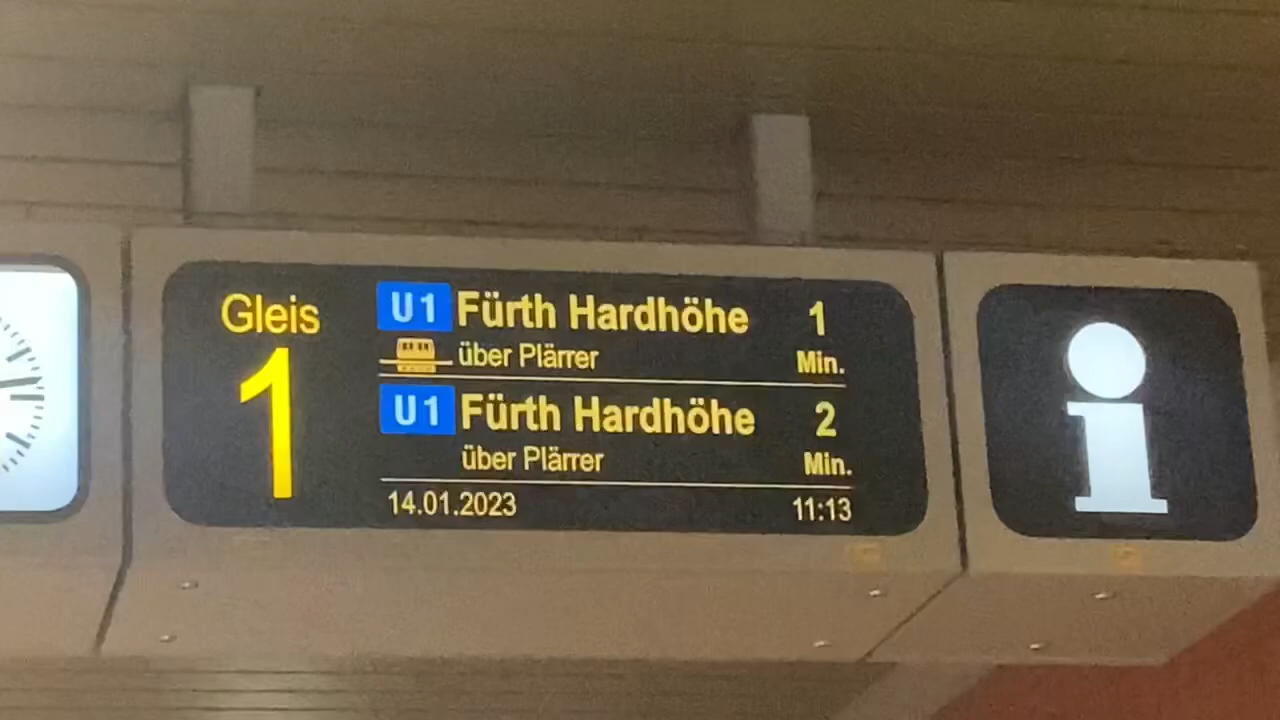 Gleis
1
U1 Fürth Hardhöhe 1
über Plärrer Min.
U1 Fürth Hardhöhe 2
über Plärrer Min.
14.01.2023 11:13
i